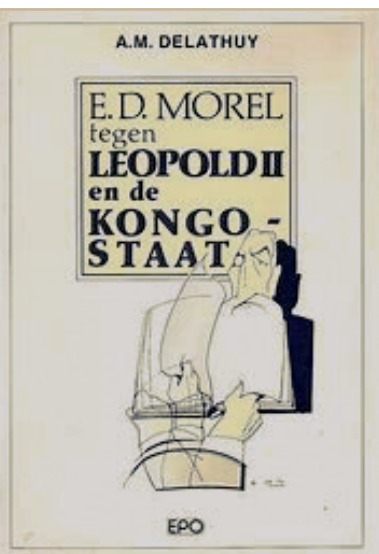 A.M. DELATHUY
E.D. MOREL
tegen
LEOPOLD II
en de
KONGO-
STAAT
EPO